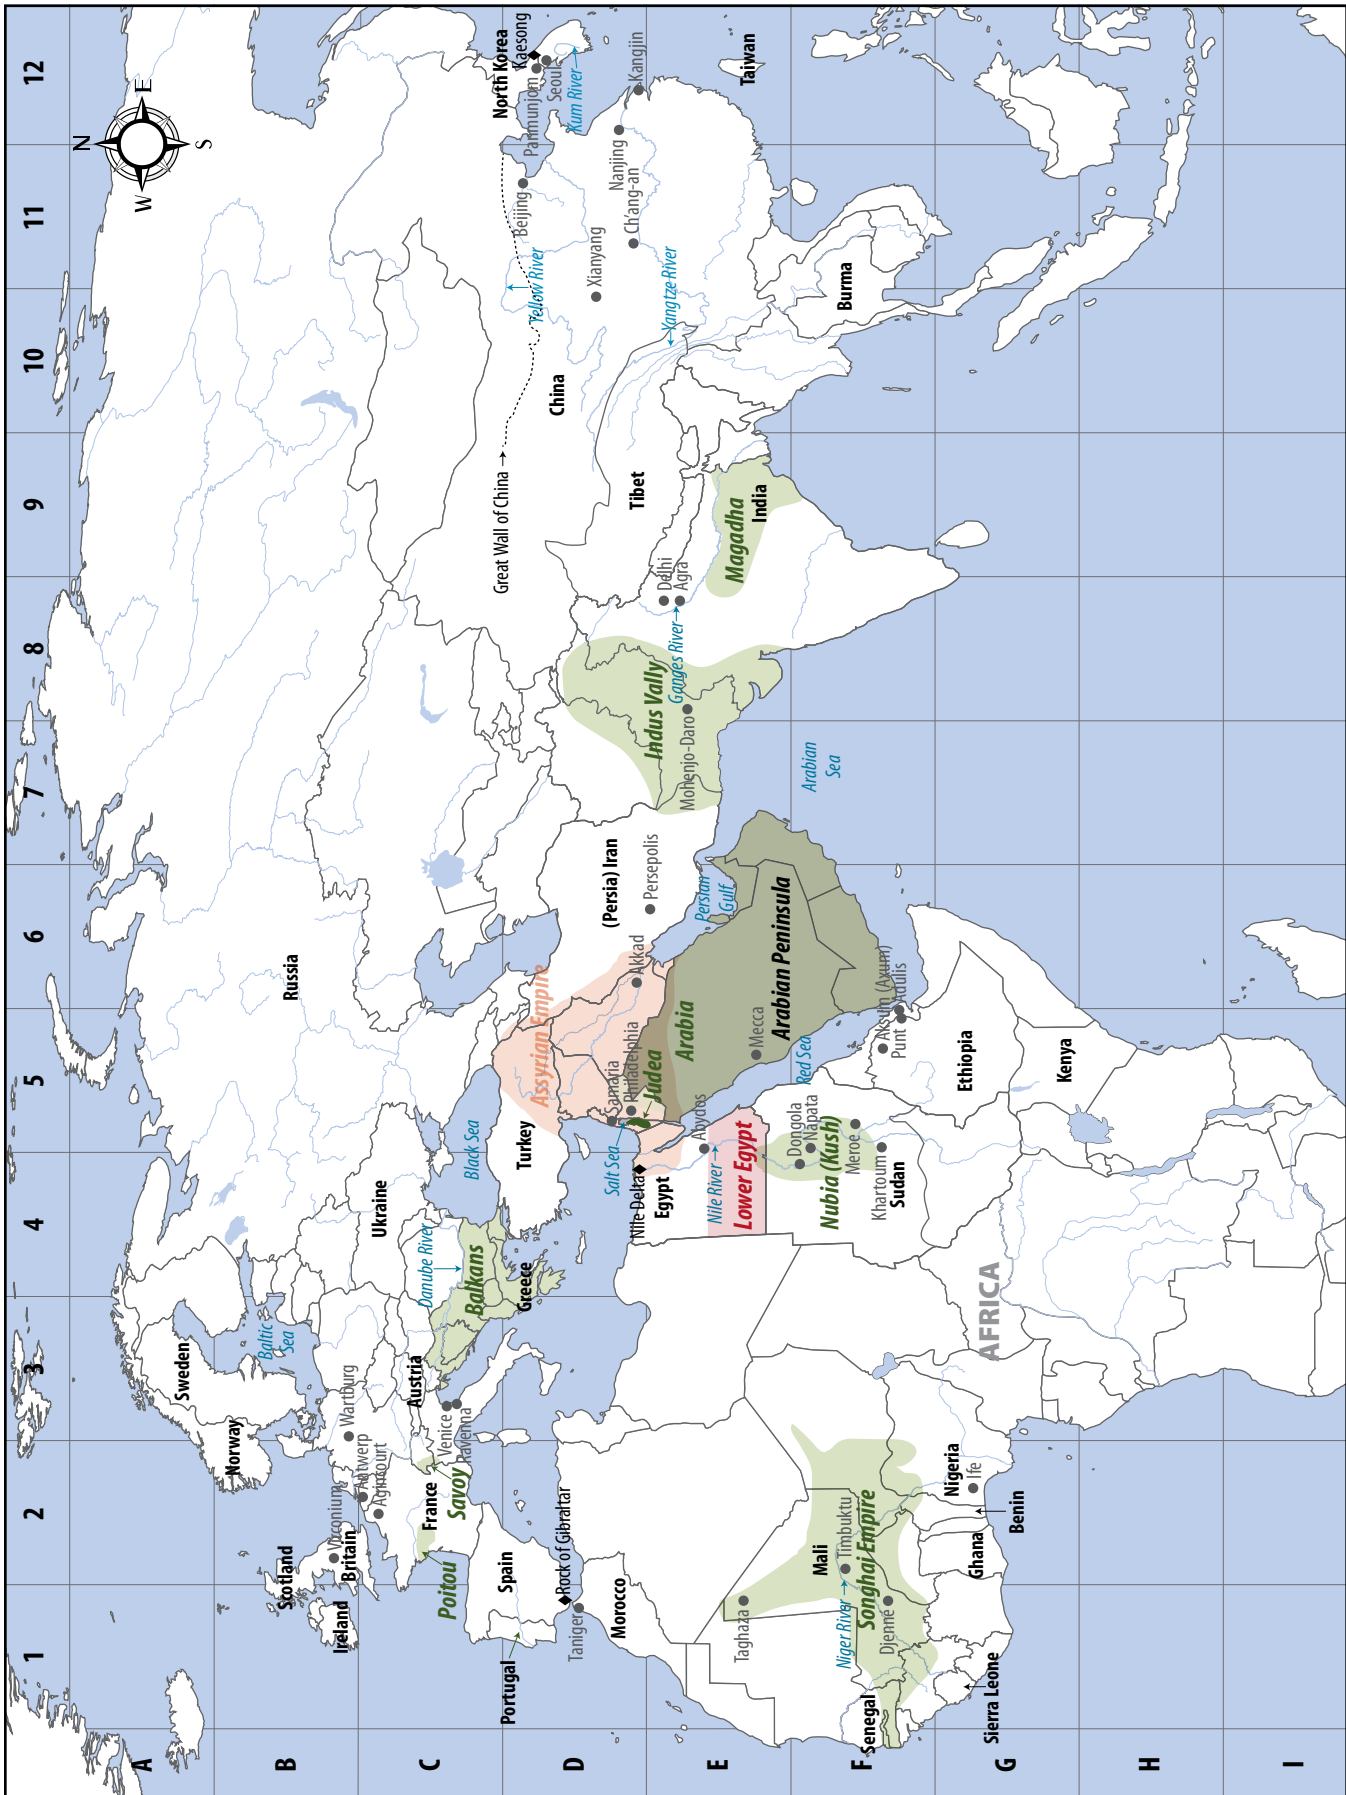 1
2
3
4
5
6
7
8
9
10
11
12
A
B
C
D
E
F
G
H
I
N
E
S
W
Sweden
Norway
Baltic
Sea
Russia
Scotland
Ireland
Britain
Viroconium
Antwerp
Agincourt
Wartburg
Ukraine
Austria
Venice
Ravenna
France
Savoy
Poitou
Danube River
Balkans
Greece
Black Sea
Turkey
Spain
Portugal
Rock of Gibraltar
Taniger
Morocco
Assyrian Empire
Samaria
Philadelphia
Judea
Salt Sea
Akkad
(Persia) Iran
Persepolis
Persian
Gulf
Arabia
Arabian Peninsula
Mecca
Red Sea
Nile Delta
Egypt
Abydos
Nile River
Lower Egypt
Dongola
Napata
Nubia (Kush)
Meroe
Khartoum
Sudan
Aksum (Axum)
Adulis
Punt
Ethiopia
Kenya
AFRICA
Taghaza
Mali
Timbuktu
Niger River
Songhai Empire
Djenne
Senegal
Sierra Leone
Ghana
Benin
Nigeria
Ife
Indus Vally
Mohenjo-Daro
Ganges River
Delhi
Agra
Arabian
Sea
Magadha
India
Tibet
Great Wall of China
China
Yellow River
Xianyang
Yangtze River
Ch'ang-an
Nanjing
Beijing
Burma
North Korea
Kaesong
Panmunjom
Seoul
Kum River
Kangjin
Taiwan